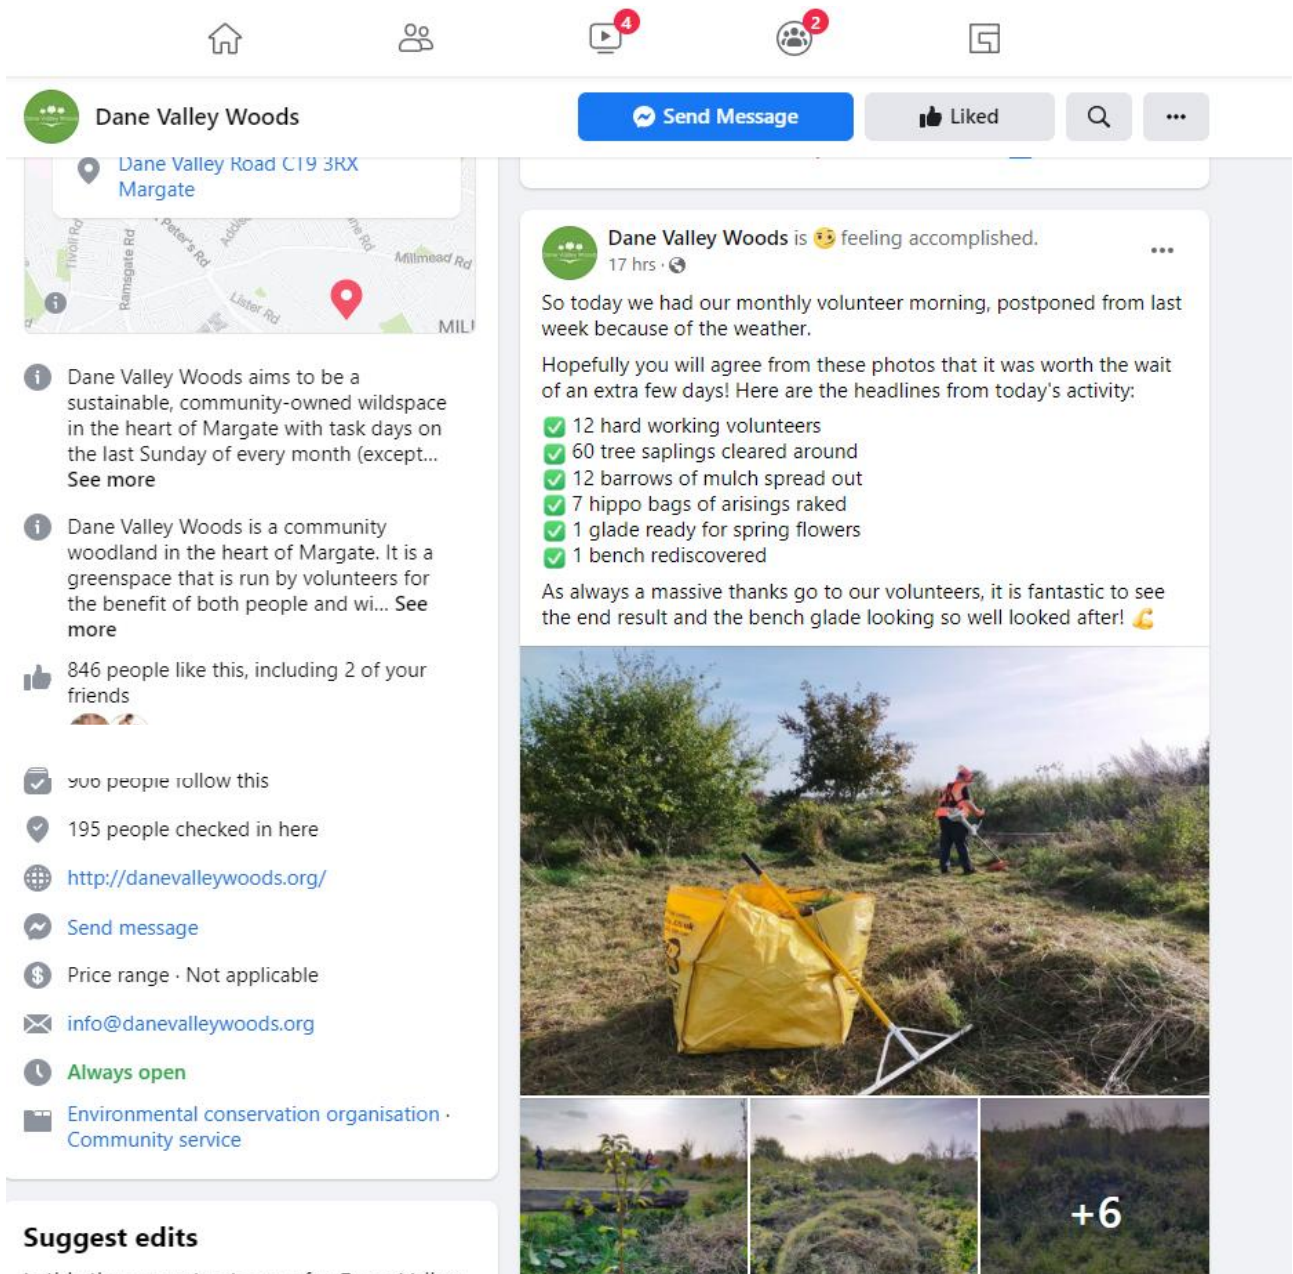 4
2
Dane Valley Woods
Send Message
Liked
Dane Valley Road CT9 3RX
Margate
Tivoli Rd
Ramsgate Rd
Peter's Rd
Millmead Rd
Lister Rd
Dane Valley Woods aims to be a
sustainable, community-owned wildspace
in the heart of Margate with task days on
the last Sunday of every month (except...
See more
Dane Valley Woods is a community
woodland in the heart of Margate. It is a
greenspace that is run by volunteers for
the benefit of both people and wi... See
more
846 people like this, including 2 of your
friends
906 people follow this
195 people checked in here
http://danevalleywoods.org/
Send message
Price range · Not applicable
info@danevalleywoods.org
Always open
Environmental conservation organisation ·
Community service
Suggest edits
Dane Valley Woods is 🤨 feeling accomplished.
17 hrs ·
So today we had our monthly volunteer morning, postponed from last
week because of the weather.
Hopefully you will agree from these photos that it was worth the wait
of an extra few days! Here are the headlines from today's activity:
✅ 12 hard working volunteers
✅ 60 tree saplings cleared around
✅ 12 barrows of mulch spread out
✅ 7 hippo bags of arisings raked
✅ 1 glade ready for spring flowers
✅ 1 bench rediscovered
As always a massive thanks go to our volunteers, it is fantastic to see
the end result and the bench glade looking so well looked after! 💪
+6